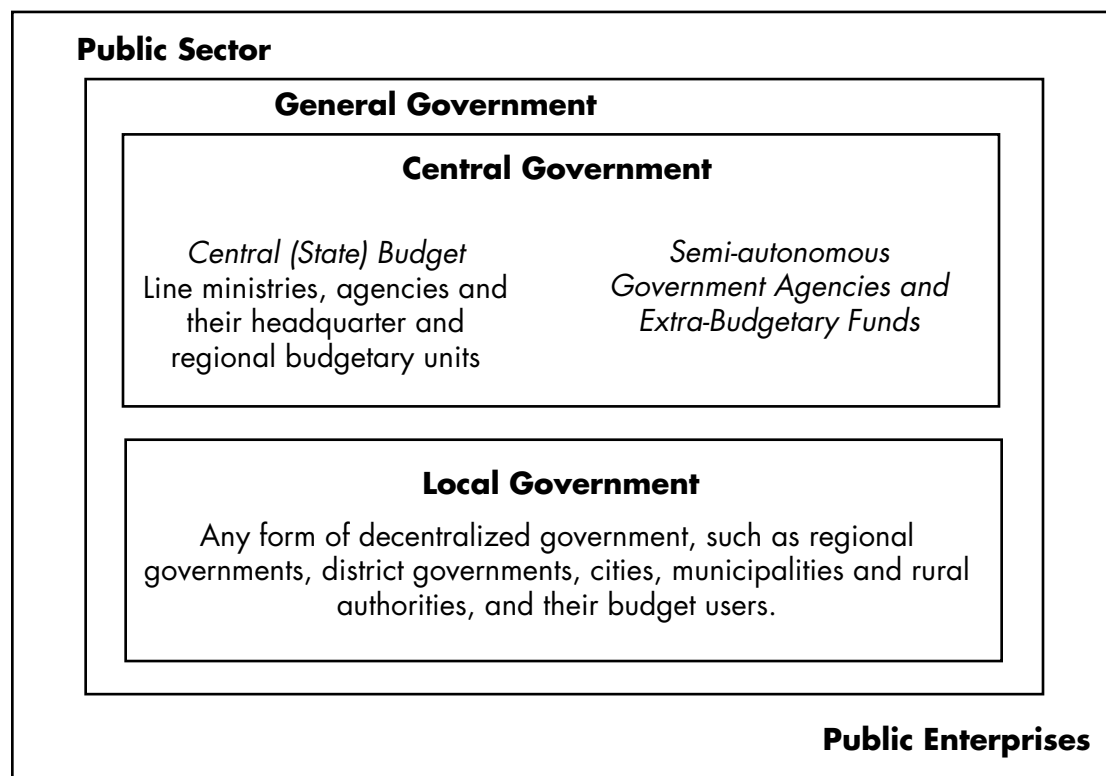 Public Sector
General Government
Central Government
Central (State) Budget
Line ministries, agencies and
their headquarter and
regional budgetary units
Semi-autonomous
Government Agencies and
Extra-Budgetary Funds
Local Government
Any form of decentralized government, such as regional
governments, district governments, cities, municipalities and rural
authorities, and their budget users.
Public Enterprises